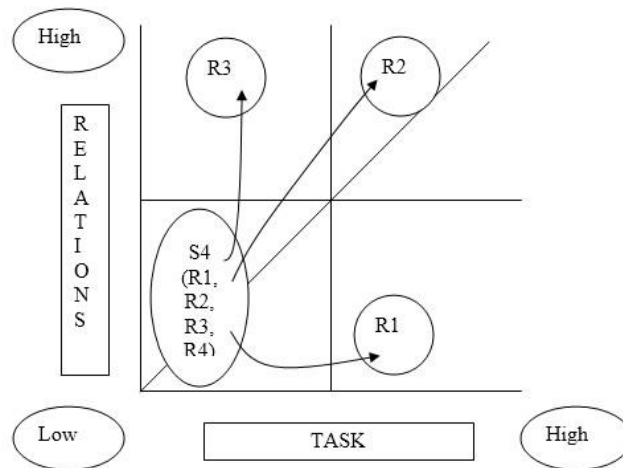 High
R3
R2
R
E
L
A
T
I
O
N
S
S4
(R1,
R2,
R3,
R4)
R1
Low
TASK
High